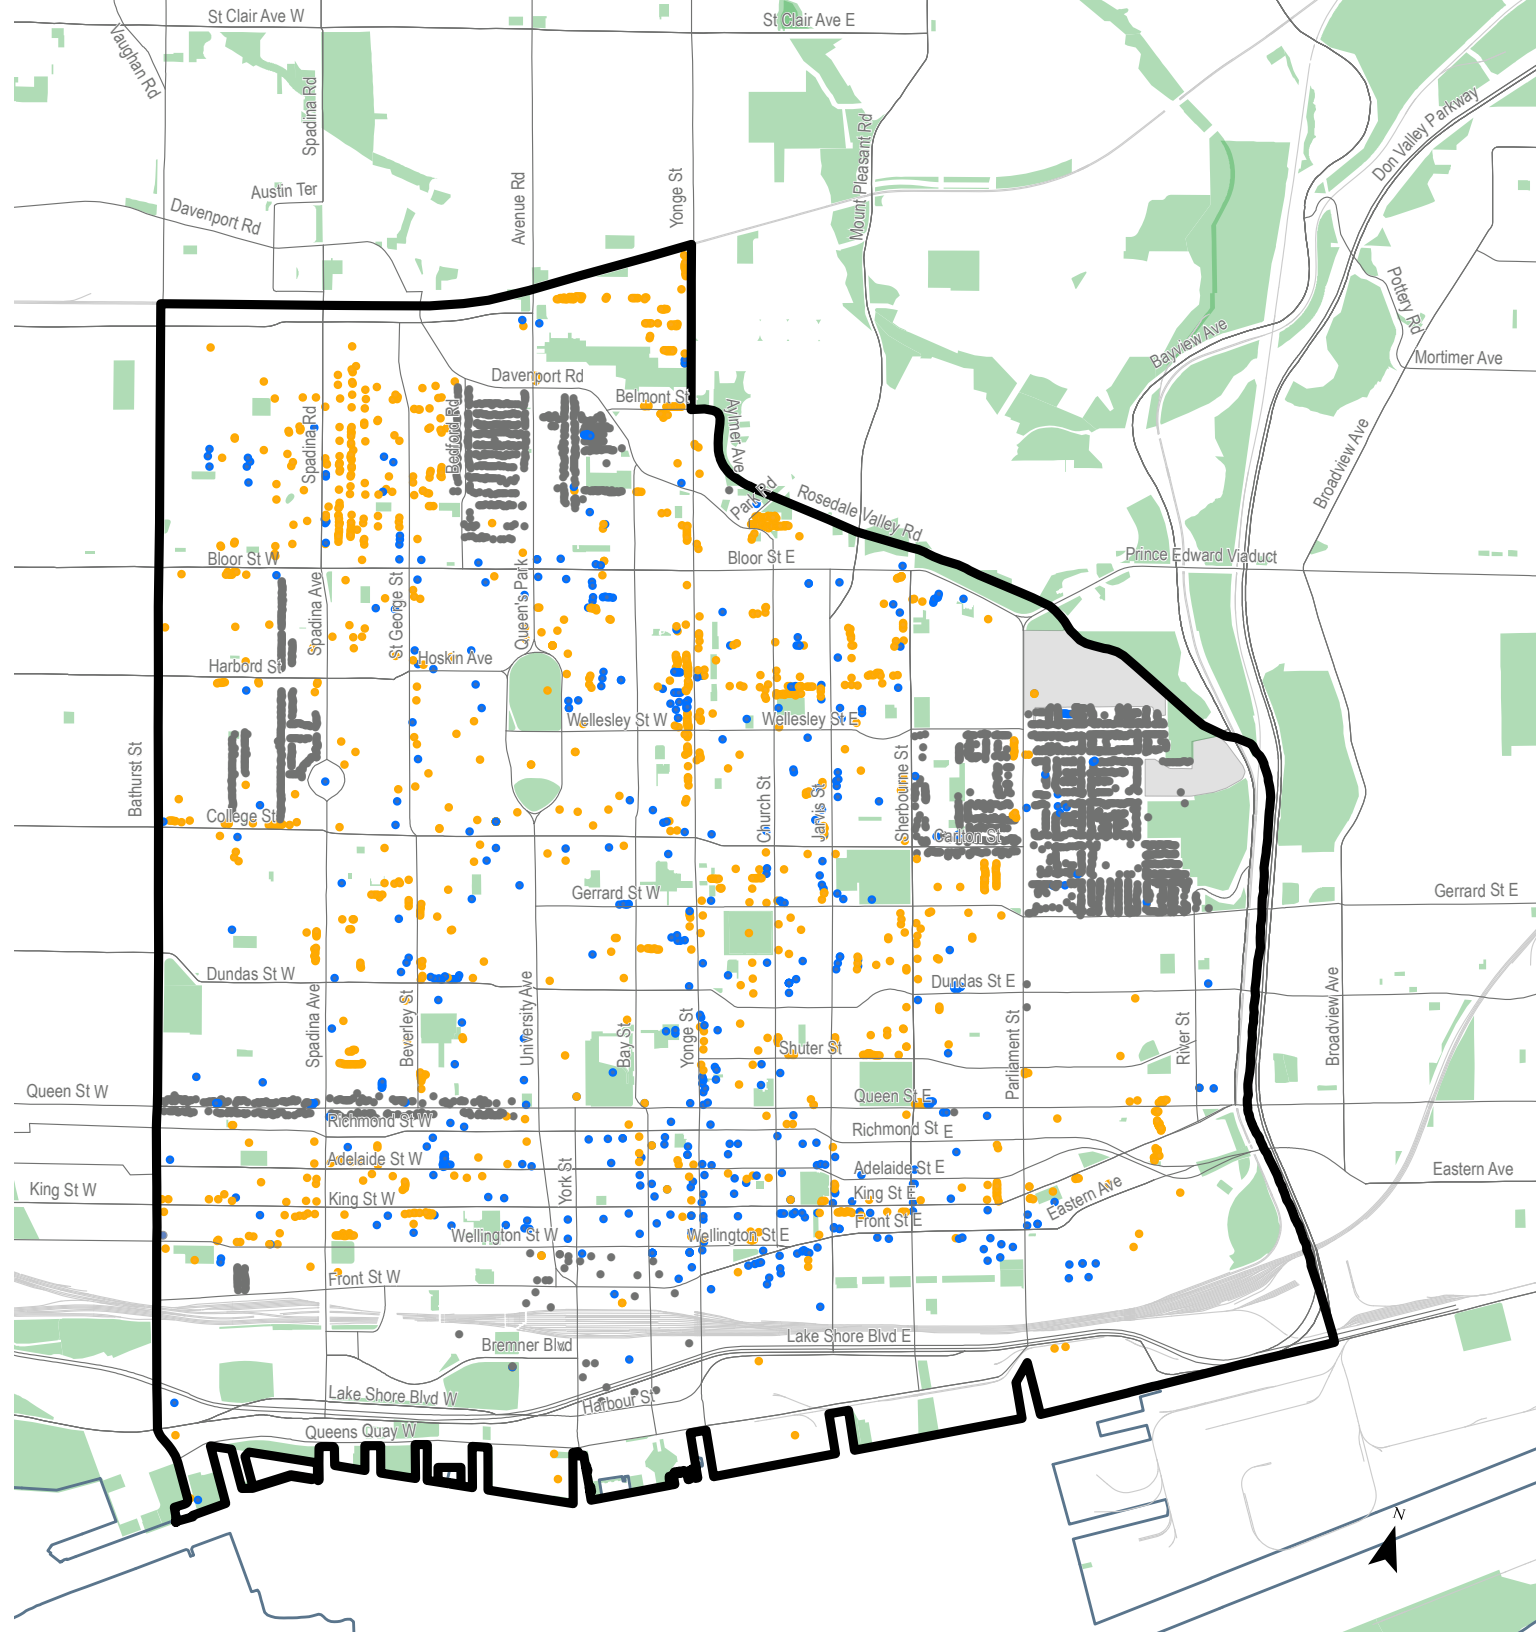 St Clair Ave W
St Clair Ave E
Vaughan Rd
Spadina Rd
Don Valley Parkway
Mount Pleasant Rd
Austin Ter
Avenue Rd
Yonge St
Davenport Rd
Pottery Rd
Bayview Ave
Mortimer Ave
Davenport Rd
Belmont St
Aylmer Ave
Bedford Rd
Spadina Rd
Broadview Ave
Park Rd
Rosedale Valley Rd
Bloor St W
Bloor St E
Prince Edward Viaduct
Spadina Ave
St George St
Queen's Park
Harbord St
Hoskin Ave
Wellesley St W
Wellesley St E
Bathurst St
Church St
Jarvis St
Sherbourne St
College St
Carlton St
Gerrard St W
Gerrard St E
Dundas St W
Dundas St E
Spadina Ave
Beverley St
University Ave
Bay St
Yonge St
Shuter St
Parliament St
River St
Broadview Ave
Queen St W
Queen St E
Richmond St W
Richmond St E
Adelaide St W
Adelaide St E
Eastern Ave
King St W
King St W
York St
King St E
Eastern Ave
Wellington St W
Wellington St E
Front St E
Front St W
Lake Shore Blvd E
Bremner Blvd
Lake Shore Blvd W
Harbour St
Queens Quay W
N